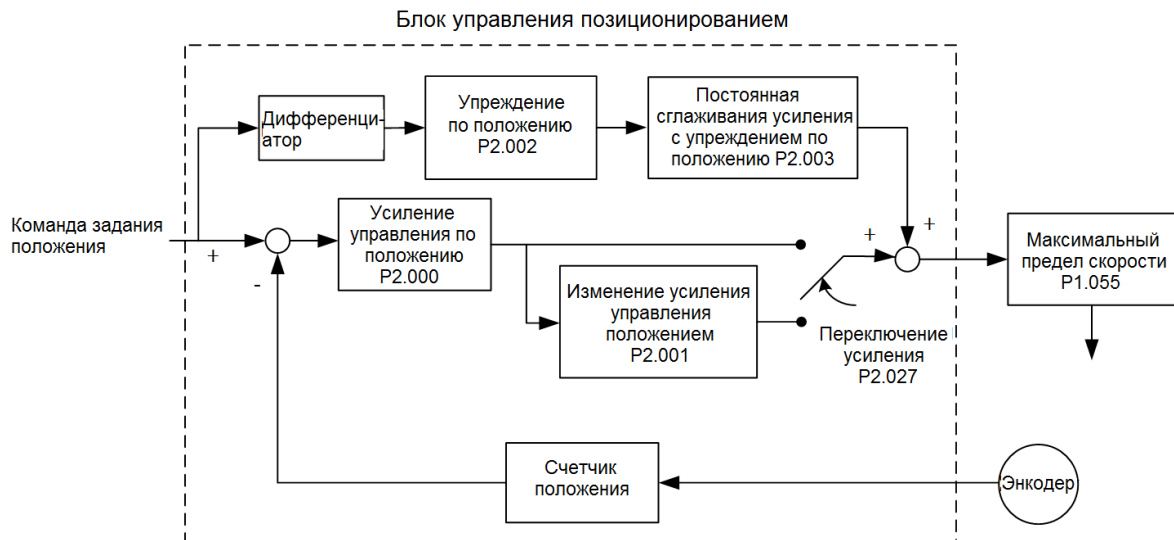 Блок управления позиционированием
Дифференци-
атор
Упреждение
по положению
P2.002
Постоянная
сглаживания усиления
с упреждением по
положению P2.003
Команда задания
положения
+
-
Усиление
управления по
положению
P2.000
Изменение усиления
управления
положением
P2.001
+
+
Переключение
усиления
P2.027
Максимальный
предел скорости
P1.055
Счетчик
положения
Энкодер